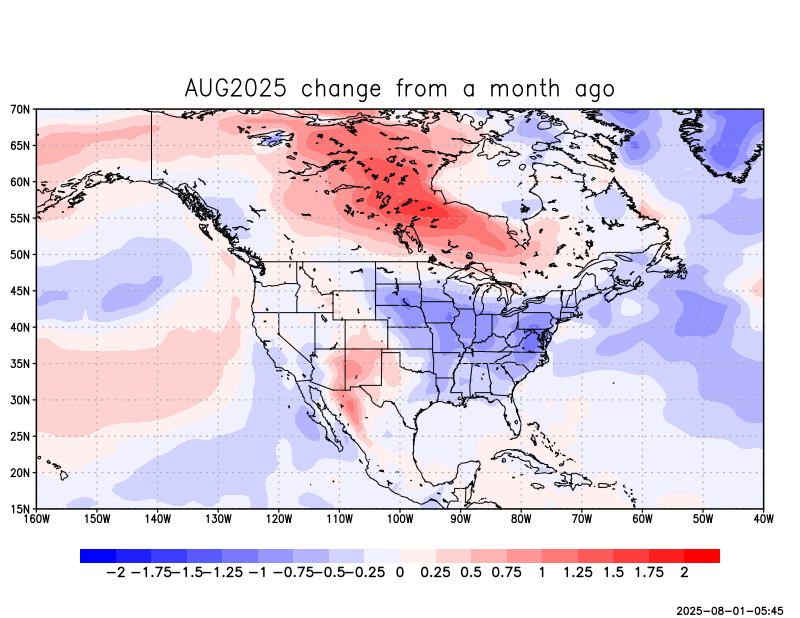 AUG2025 change from a month ago
70N
65N
60N
55N
50N
45N
40N
35N
30N
25N
20N
15N
160W 150W 140W 130W 120W 110W 100W 90W 80W 70W 60W 50W 40W
−2 −1.75−1.5−1.25 −1 −0.75−0.5−0.25 0 0.25 0.5 0.75 1 1.25 1.5 1.75 2
2025-08-01-05:45